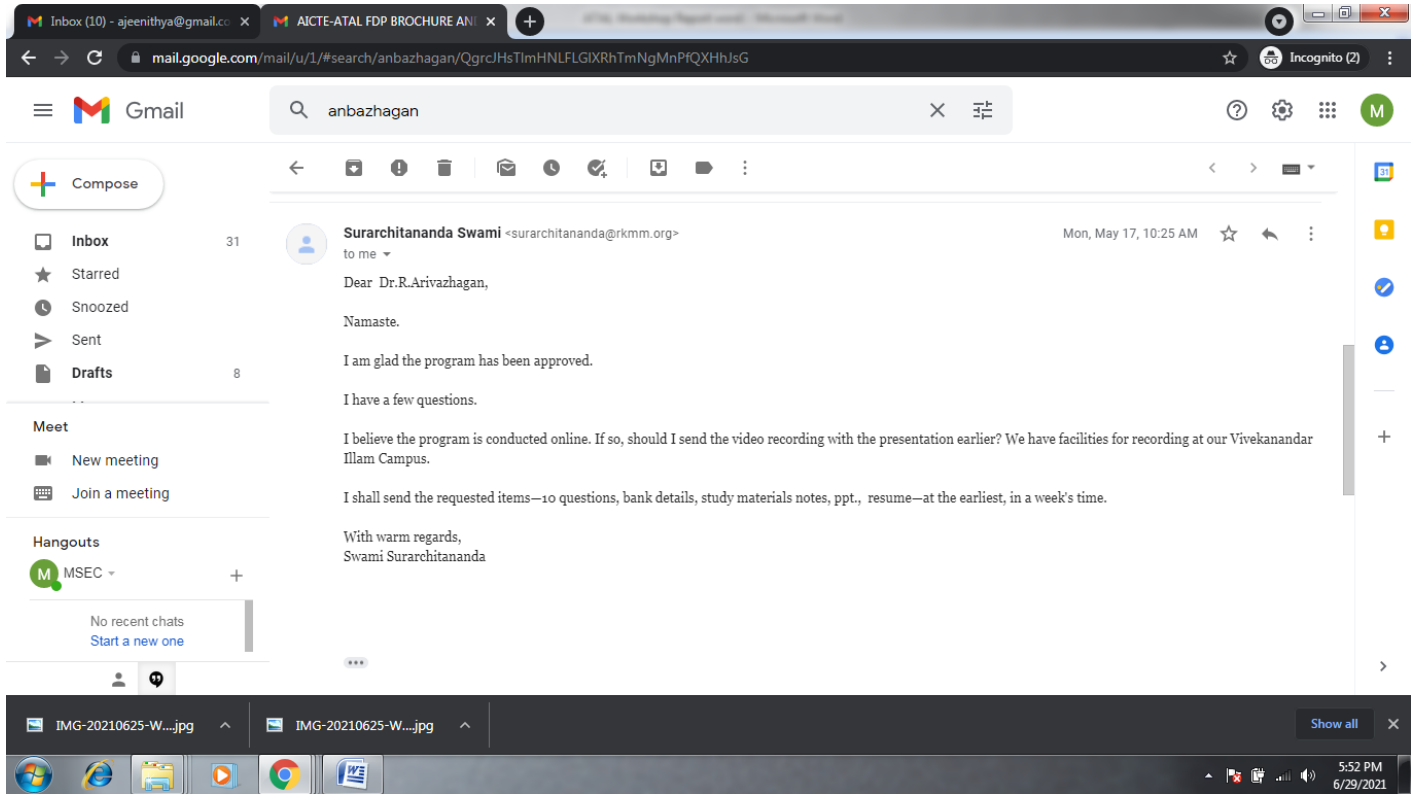 Inbox (10) - ajeenithya@gmail.co
AICTE-ATAL FDP BROCHURE AN
mail.google.com/mail/u/1/#search/anbazhagan/
Incognito (2)
Gmail
anbazhagan
M
Compose
Inbox 31
Starred
Snoozed
Sent
Drafts 8
Meet
New meeting
Join a meeting
Hangouts
M MSEC
No recent chats
Start a new one
31
Surarchitananda Swami <surarchitananda@rkmm.org>
Mon, May 17, 10:25 AM
to me
Dear Dr.R.Arivazhagan,
Namaste.
I am glad the program has been approved.
I have a few questions.
I believe the program is conducted online. If so, should I send the video recording with the presentation earlier? We have facilities for recording at our Vivekanandar
Illam Campus.
I shall send the requested items—10 questions, bank details, study materials notes, ppt., resume—at the earliest, in a week's time.
With warm regards,
Swami Surarchitananda
IMG-20210625-W....jpg
IMG-20210625-W....jpg
Show all
5:52 PM
6/29/2021